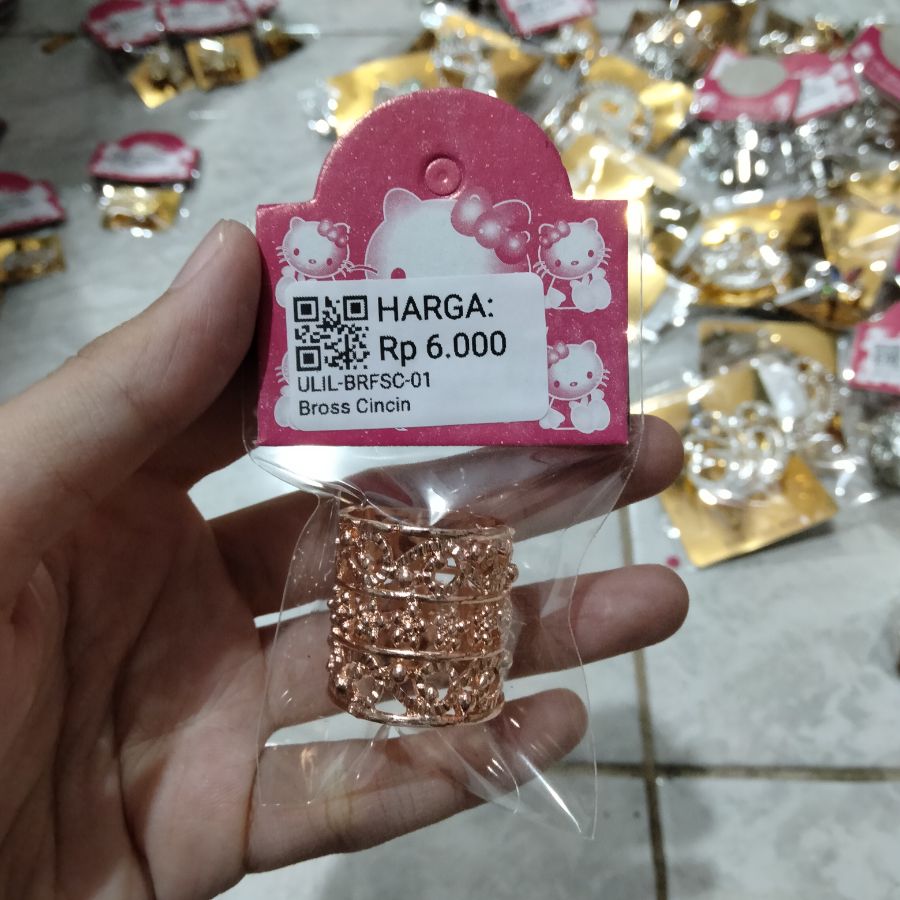 HARGA:
Rp 6.000
ULIL-BRFSC-01
Bross Cincin